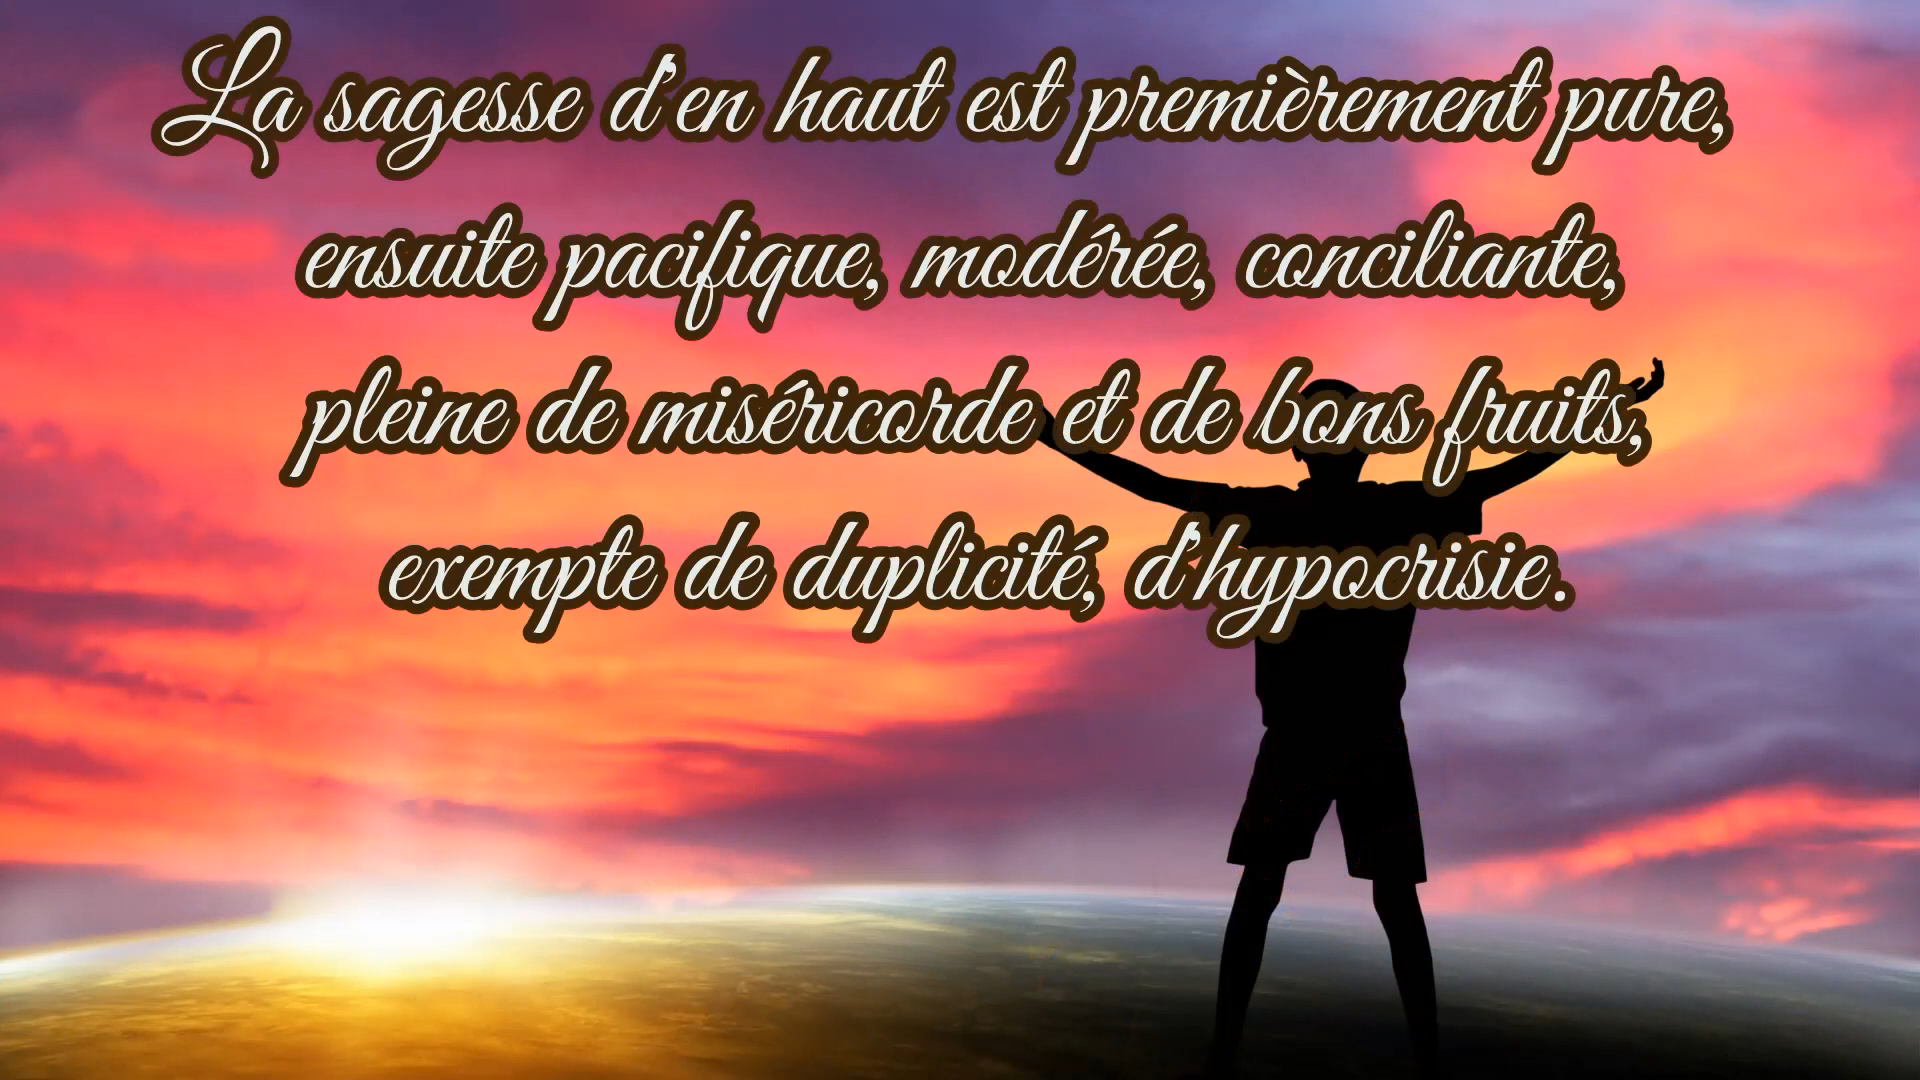 La sagesse d'en haut est premièrement pure,
ensuite pacifique, modérée, conciliante,
pleine de miséricorde et de bons fruits,
exempte de duplicité, d'hypocrisie.